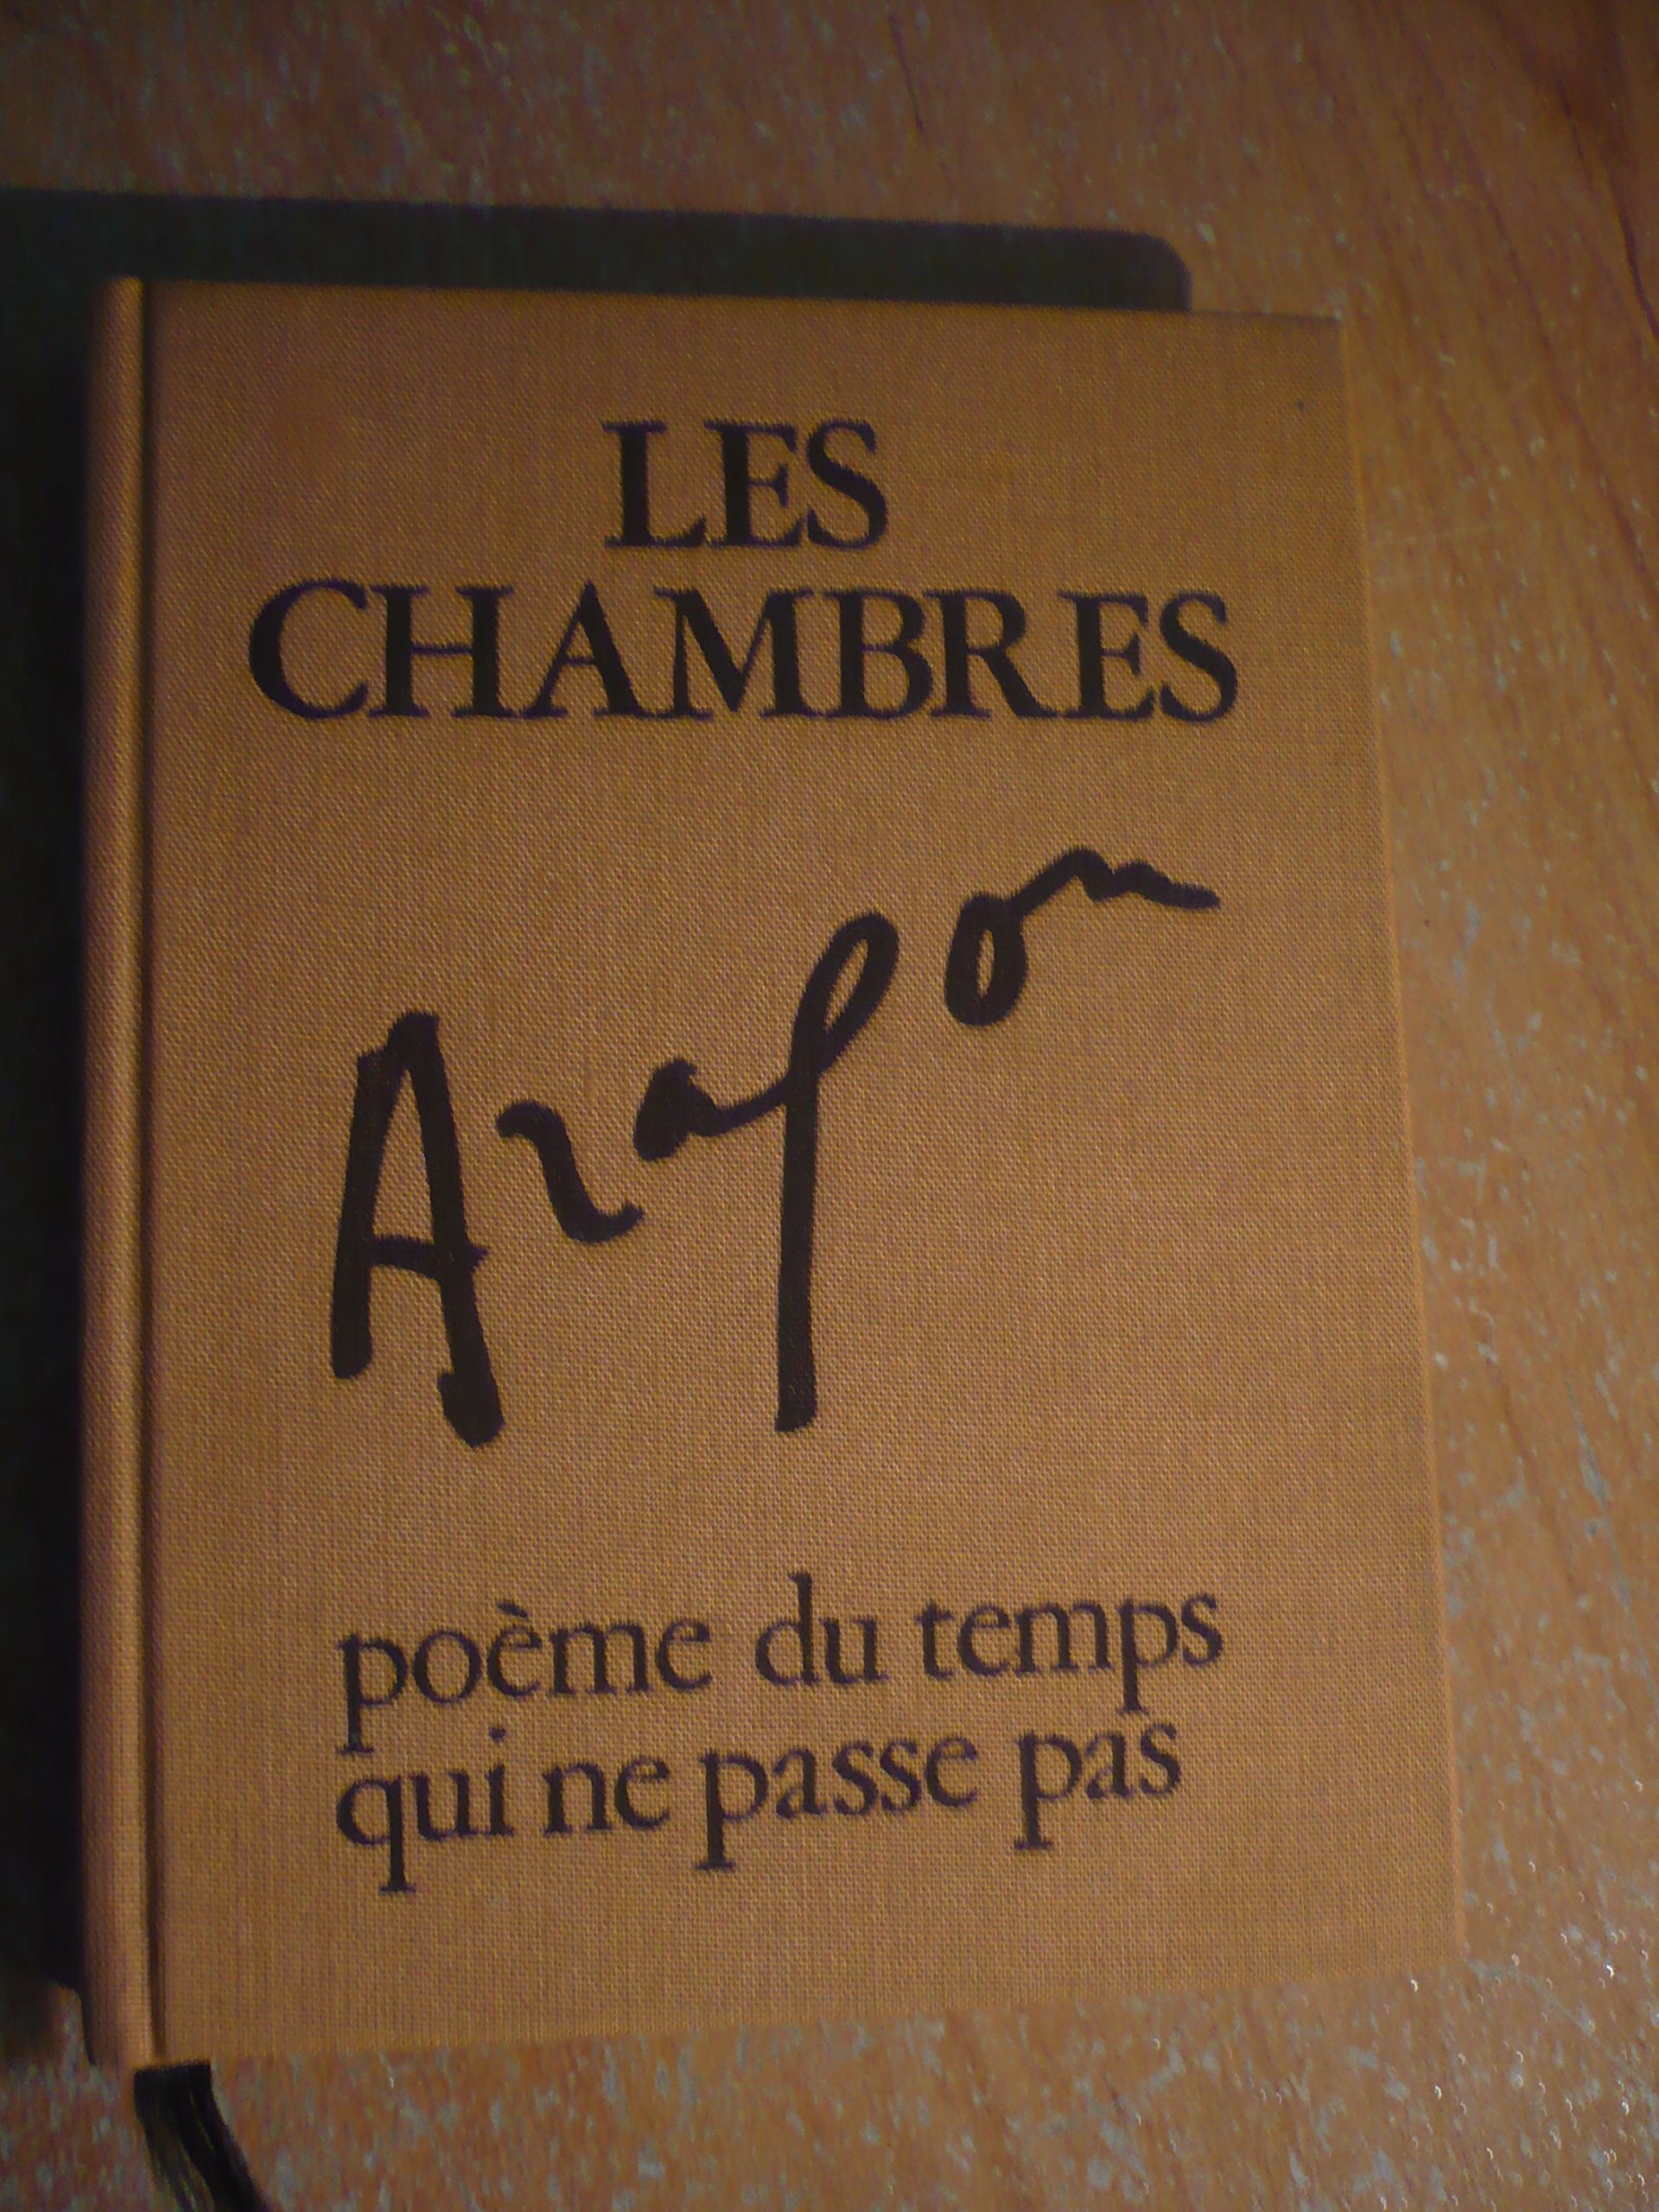 LES
CHAMBRES
Aragon
poème du temps
qui ne passe pas